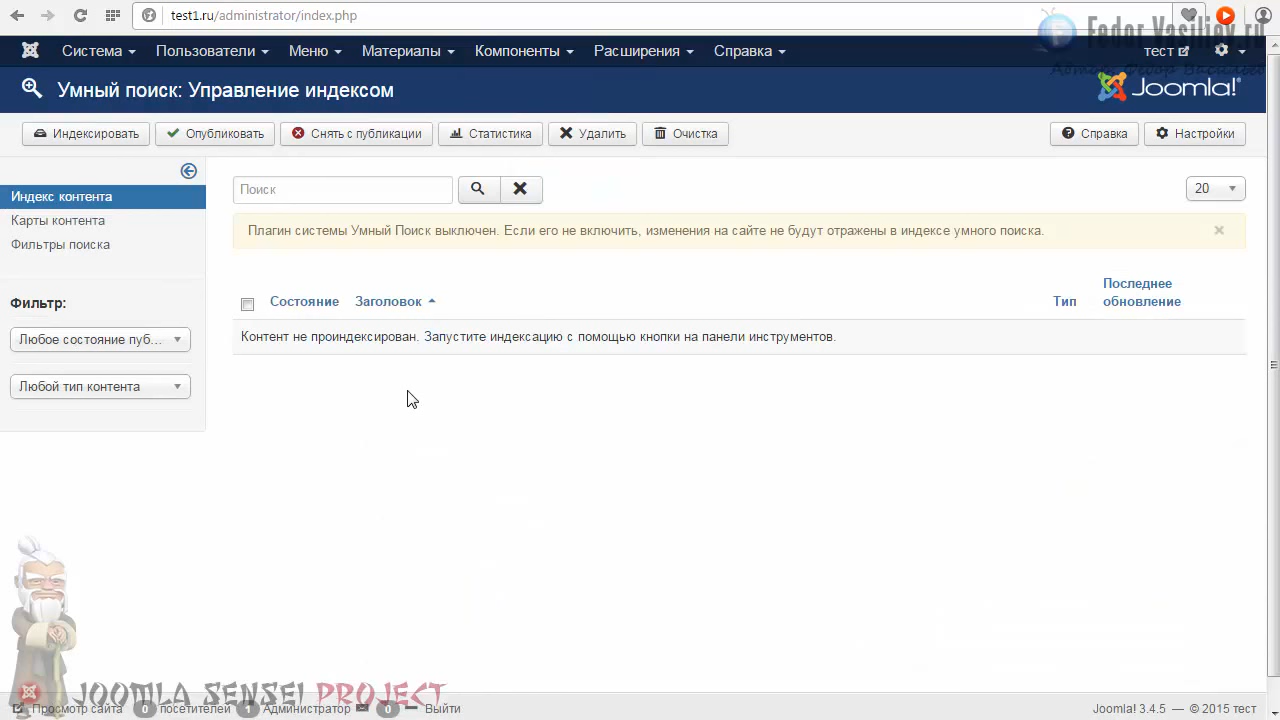 test1.ru/administrator/index.php
Fedor Vasiliev.ru
Автор: Федор Васильев
Система Пользователи Меню Материалы Компоненты Расширения Справка тест
Умный поиск: Управление индексом
Joomla!
Индексировать Опубликовать Снять с публикации Статистика Удалить Очистка Справка Настройки
Индекс контента
Карты контента
Фильтры поиска
Фильтр:
Любое состояние пуб...
Любой тип контента
Поиск
20
Плагин системы Умный Поиск выключен. Если его не включить, изменения на сайте не будут отражены в индексе умного поиска.
Состояние Заголовок Тип Последнее
обновление
Контент не проиндексирован. Запустите индексацию с помощью кнопки на панели инструментов.
JOOMLA SENSEI PROJECT
Просмотр сайта 0 посетителей 1 Администратор 0 Выйти
Joomla! 3.4.5 — © 2015 тест